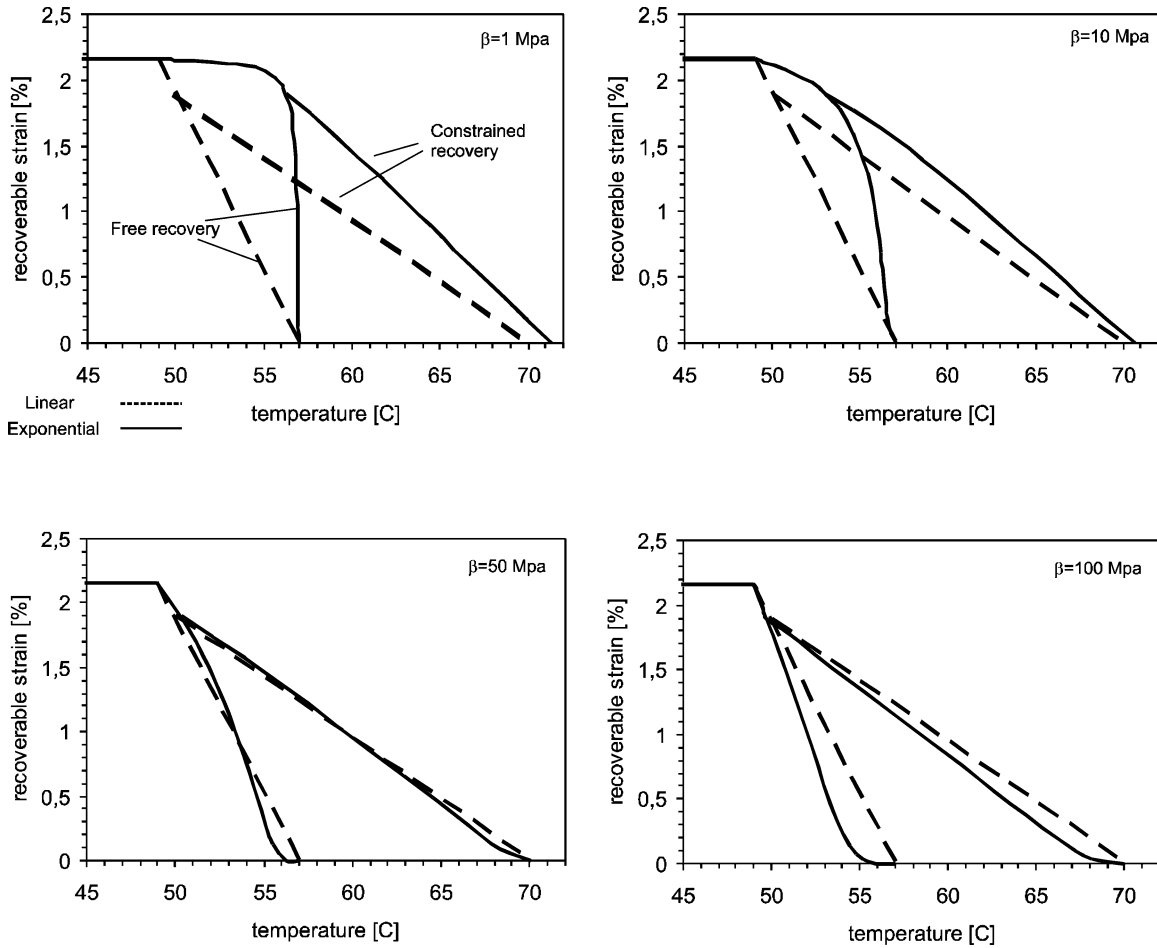 2,5
2
1,5
1
0,5
0
recoverable strain [%]
β=1 Mpa
Constrained
recovery
Free recovery
45 50 55 60 65 70
temperature [C]
Linear
Exponential
2,5
2
1,5
1
0,5
0
recoverable strain [%]
β=10 Mpa
45 50 55 60 65 70
temperature [C]
2,5
2
1,5
1
0,5
0
recoverable strain [%]
β=50 Mpa
45 50 55 60 65 70
temperature [C]
2,5
2
1,5
1
0,5
0
recoverable strain [%]
β=100 Mpa
45 50 55 60 65 70
temperature [C]